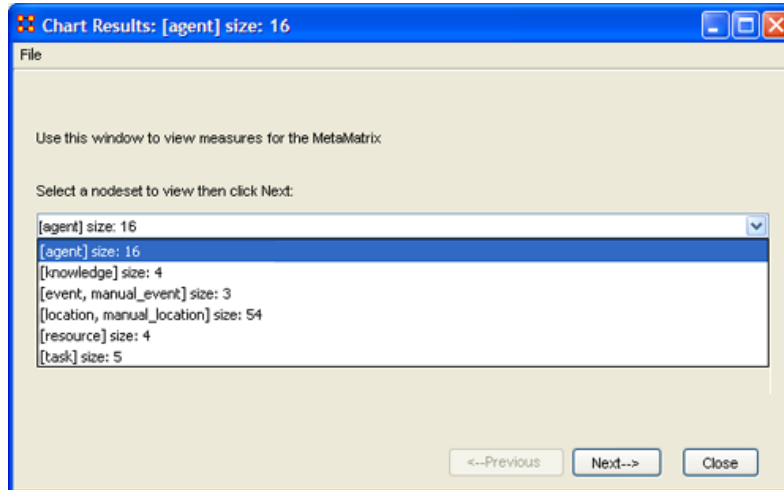 Chart Results: [agent] size: 16
File
Use this window to view measures for the MetaMatrix
Select a nodeset to view then click Next:
[agent] size: 16
[agent] size: 16
[knowledge] size: 4
[event, manual_event] size: 3
[location, manual_location] size: 54
[resource] size: 4
[task] size: 5
<--Previous Next--> Close